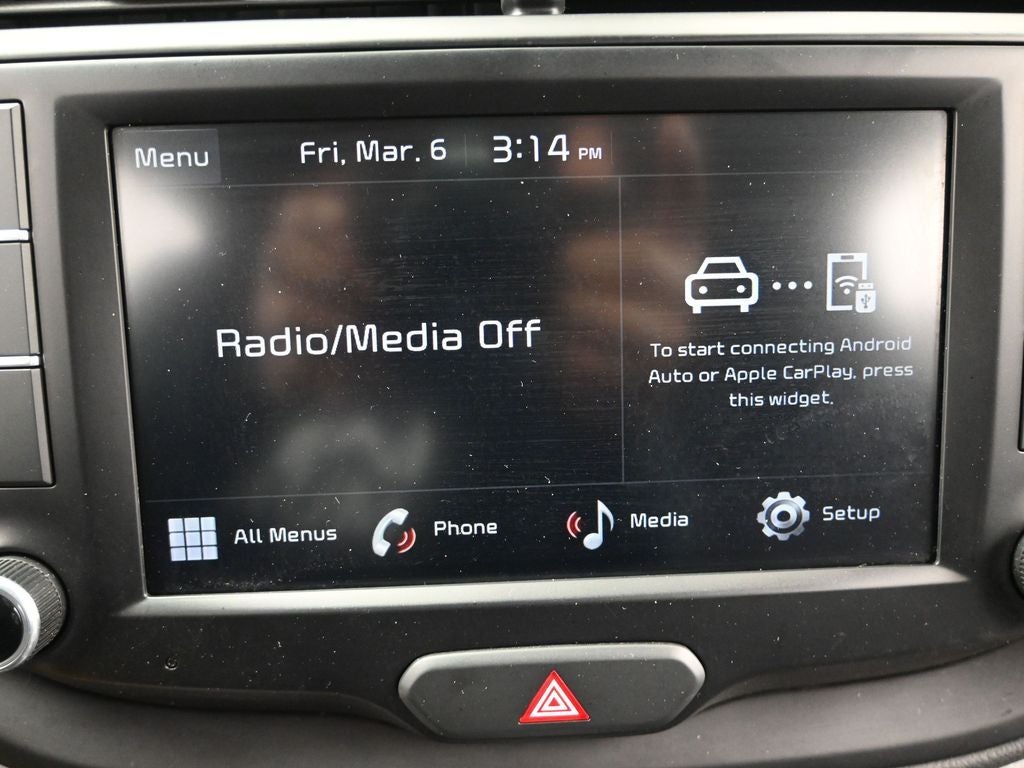 Menu
Fri, Mar. 6
3:14 PM
Radio/Media Off
To start connecting Android
Auto or Apple CarPlay, press
this widget.
All Menus
Phone
Media
Setup